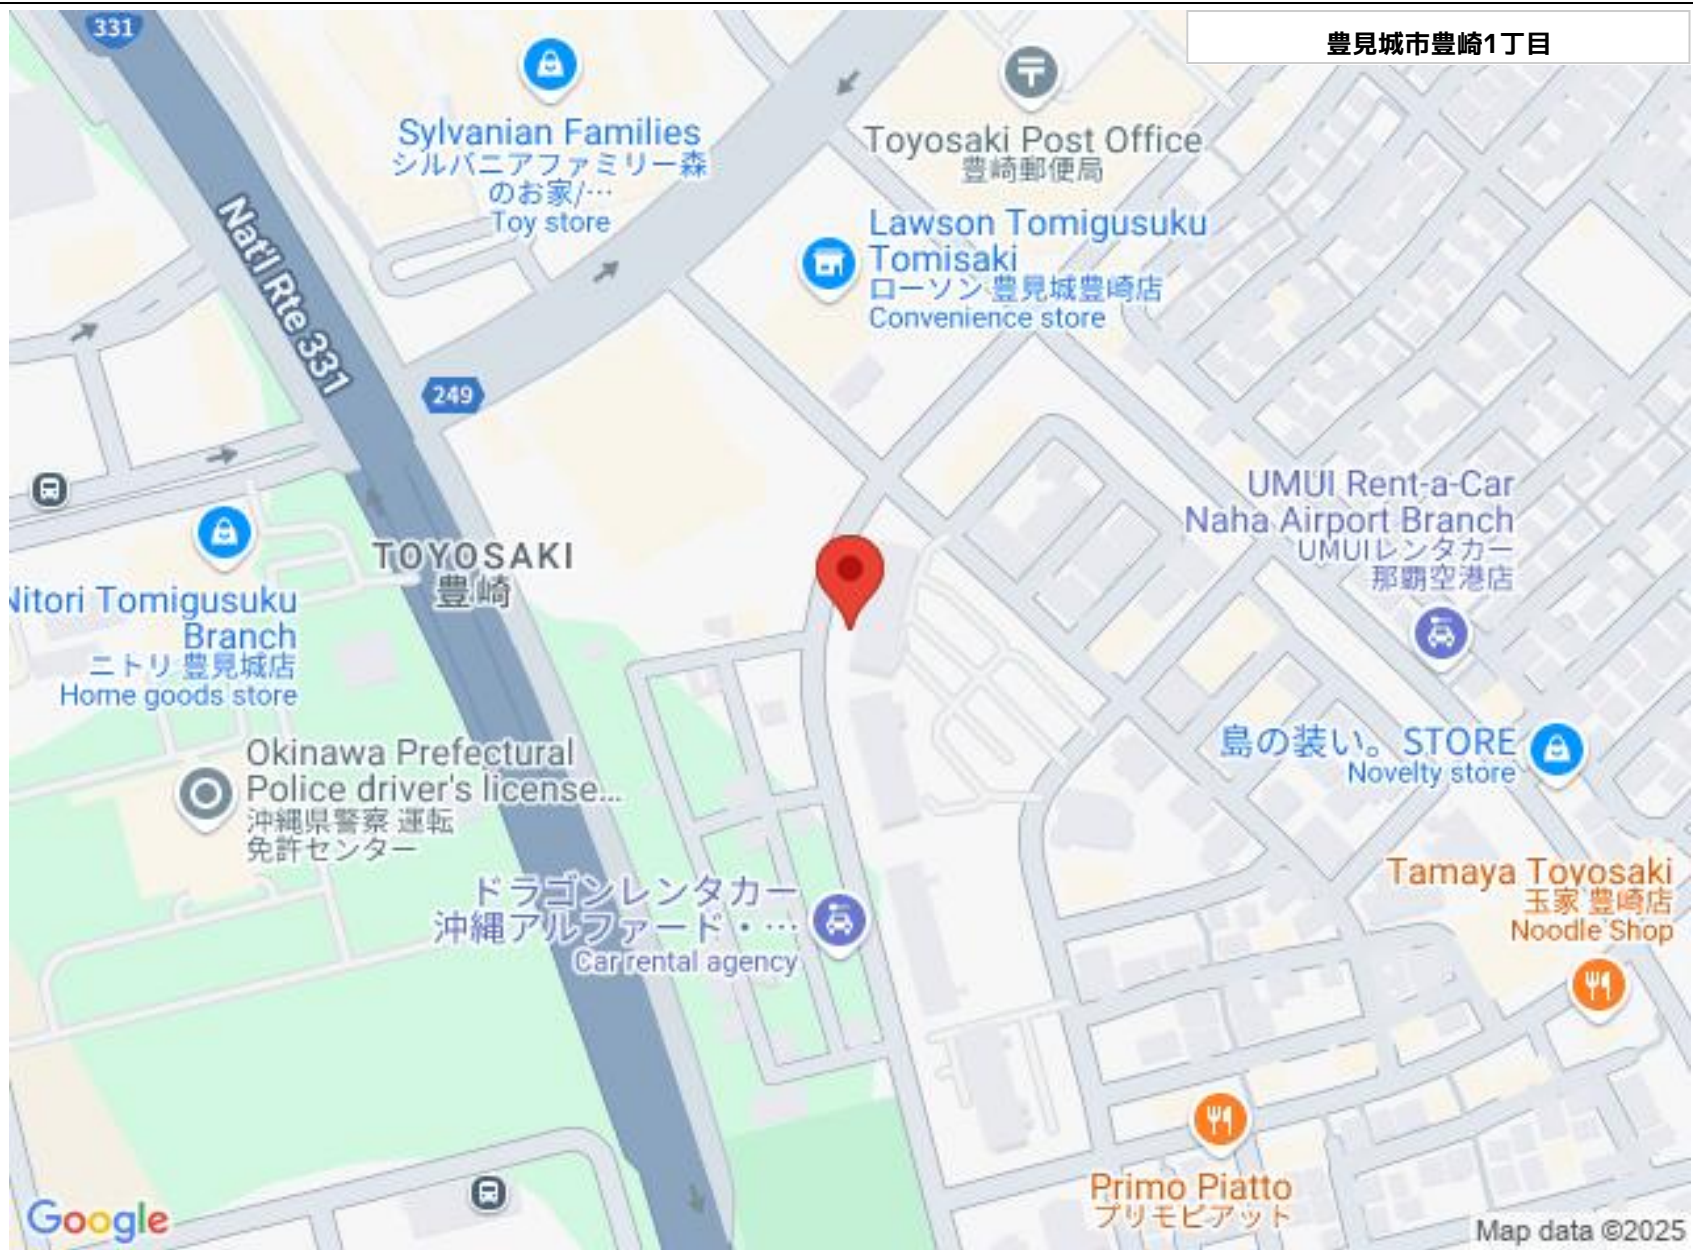 331
豊見城市豊崎1丁目
Sylvanian Families
シルバニアファミリー森
のお家/…
Toy store
Toyosaki Post Office
豊崎郵便局
Lawson Tomigusuku
Tomisaki
ローソン 豊見城豊崎店
Convenience store
Nat'l Rte 331
249
UMUI Rent-a-Car
Naha Airport Branch
UMUIレンタカー
那覇空港店
TOYOSAKI
豊崎
Nitori Tomigusuku
Branch
ニトリ 豊見城店
Home goods store
島の装い。STORE
Novelty store
Okinawa Prefectural
Police driver's license...
沖縄県警察 運転
免許センター
ドラゴンレンタカー
沖縄アルファード・…
Car rental agency
Tamaya Toyosaki
玉家 豊崎店
Noodle Shop
Primo Piatto
プリモピアット
Google
Map data ©2025